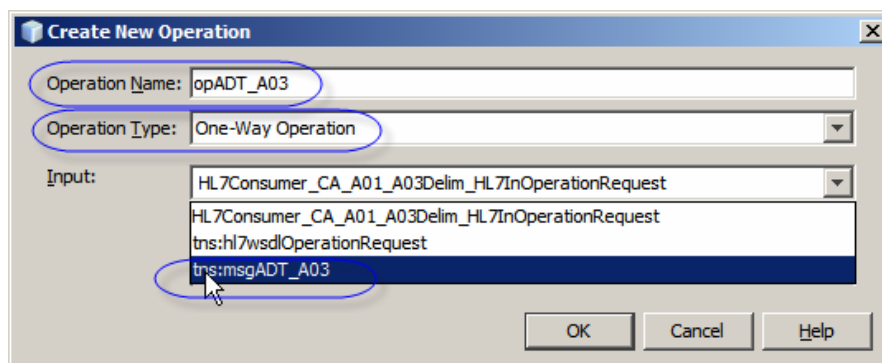 Create New Operation
Operation Name: opADT_A03
Operation Type: One-Way Operation
Input: HL7Consumer_CA_A01_A03Delim_HL7InOperationRequest
HL7Consumer_CA_A01_A03Delim_HL7InOperationRequest
tns:hl7wsdlOperationRequest
tns:msgADT_A03
OK Cancel Help